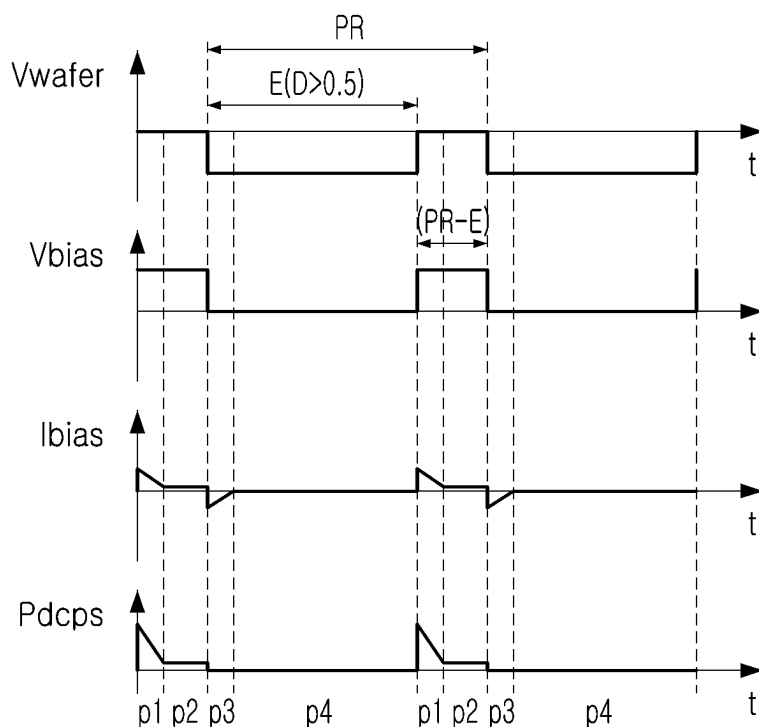 PR
Vwafer
E(D>0.5)
t
(PR-E)
Vbias
t
Ibias
t
Pdcps
t
p1 p2 p3 p4 p1 p2 p3 p4